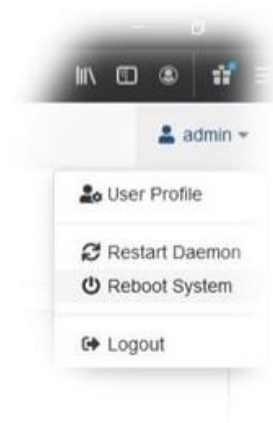 admin
User Profile
Restart Daemon
Reboot System
Logout